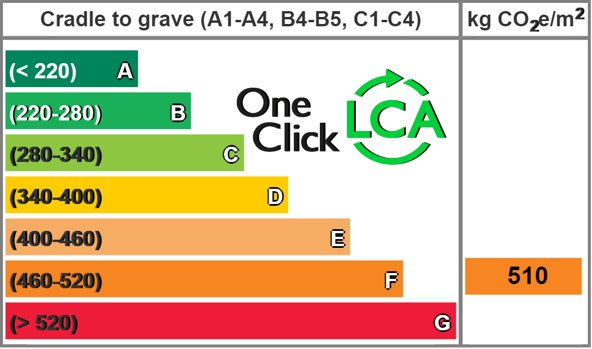 Cradle to grave (A1-A4, B4-B5, C1-C4) kg CO2e/m²
(< 220) A
(220-280) B
(280-340) C
(340-400) D
(400-460) E
(460-520) F 510
(> 520) G
One
Click
LCA